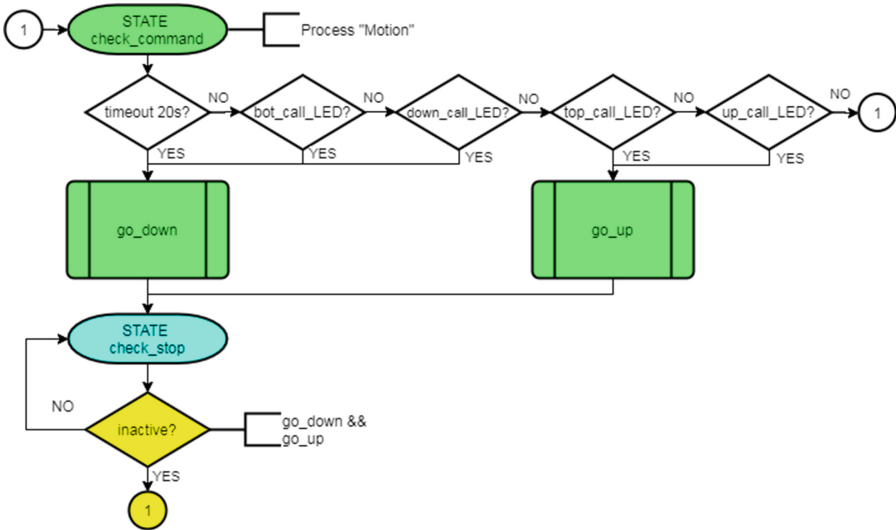 1
STATE
check_command
Process "Motion"
timeout 20s?
NO
bot_call_LED?
NO
down_call_LED?
NO
top_call_LED?
NO
up_call_LED?
NO
1
YES
YES
YES
YES
YES
go_down
go_up
STATE
check_stop
NO
inactive?
go_down &&
go_up
YES
1